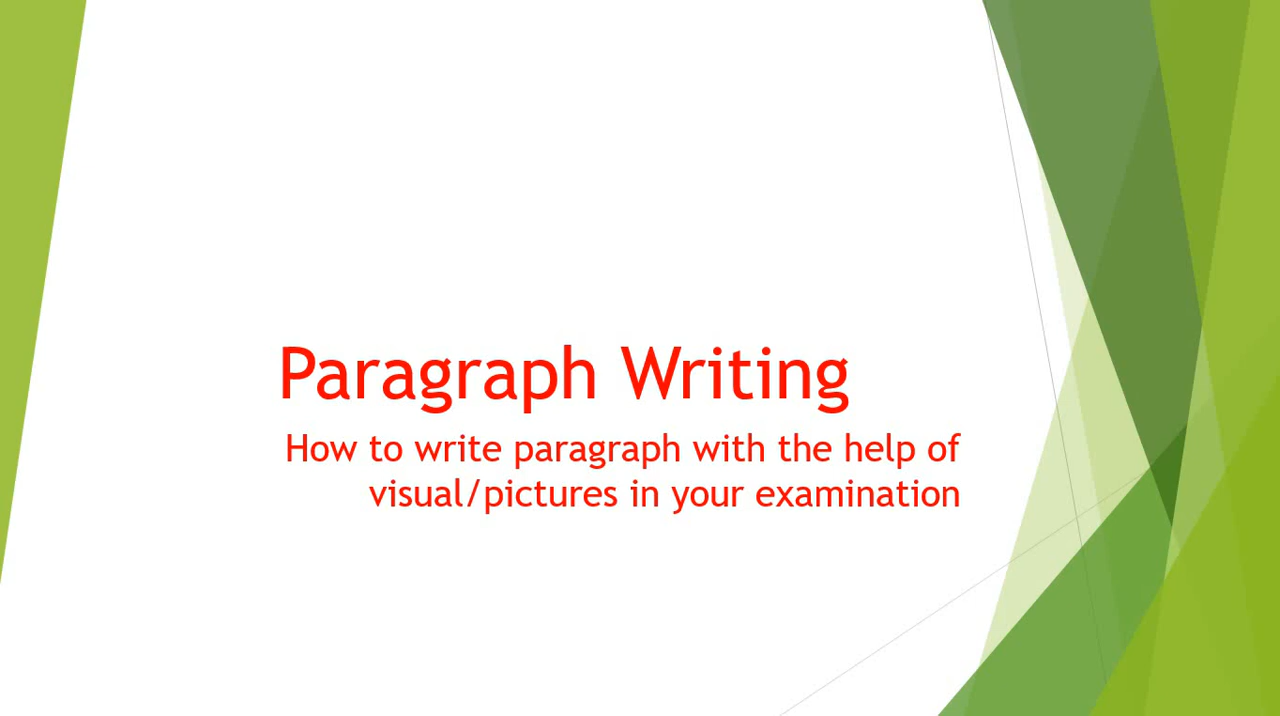 Paragraph Writing
How to write paragraph with the help of
visual/pictures in your examination